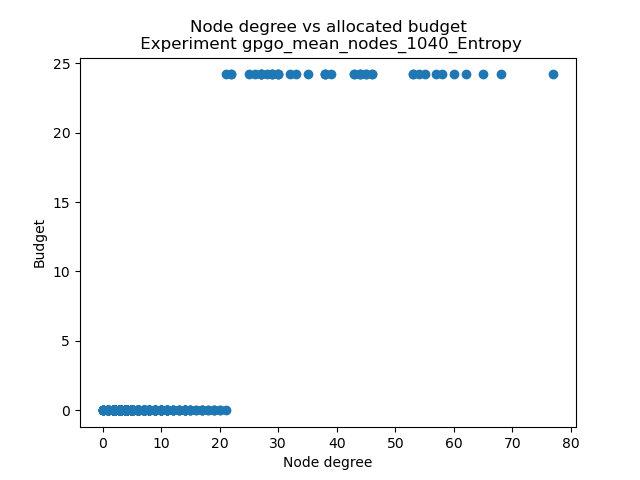 Node degree vs allocated budget
Experiment gpgo_mean_nodes_1040_Entropy
25
20
15
10
5
0
Budget
0 10 20 30 40 50 60 70 80
Node degree